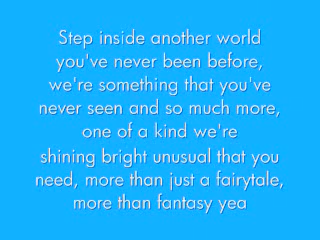 Step inside another world
you've never been before,
we're something that you've
never seen and so much more,
one of a kind we're
shining bright unusual that you
need, more than just a fairytale,
more than fantasy yea